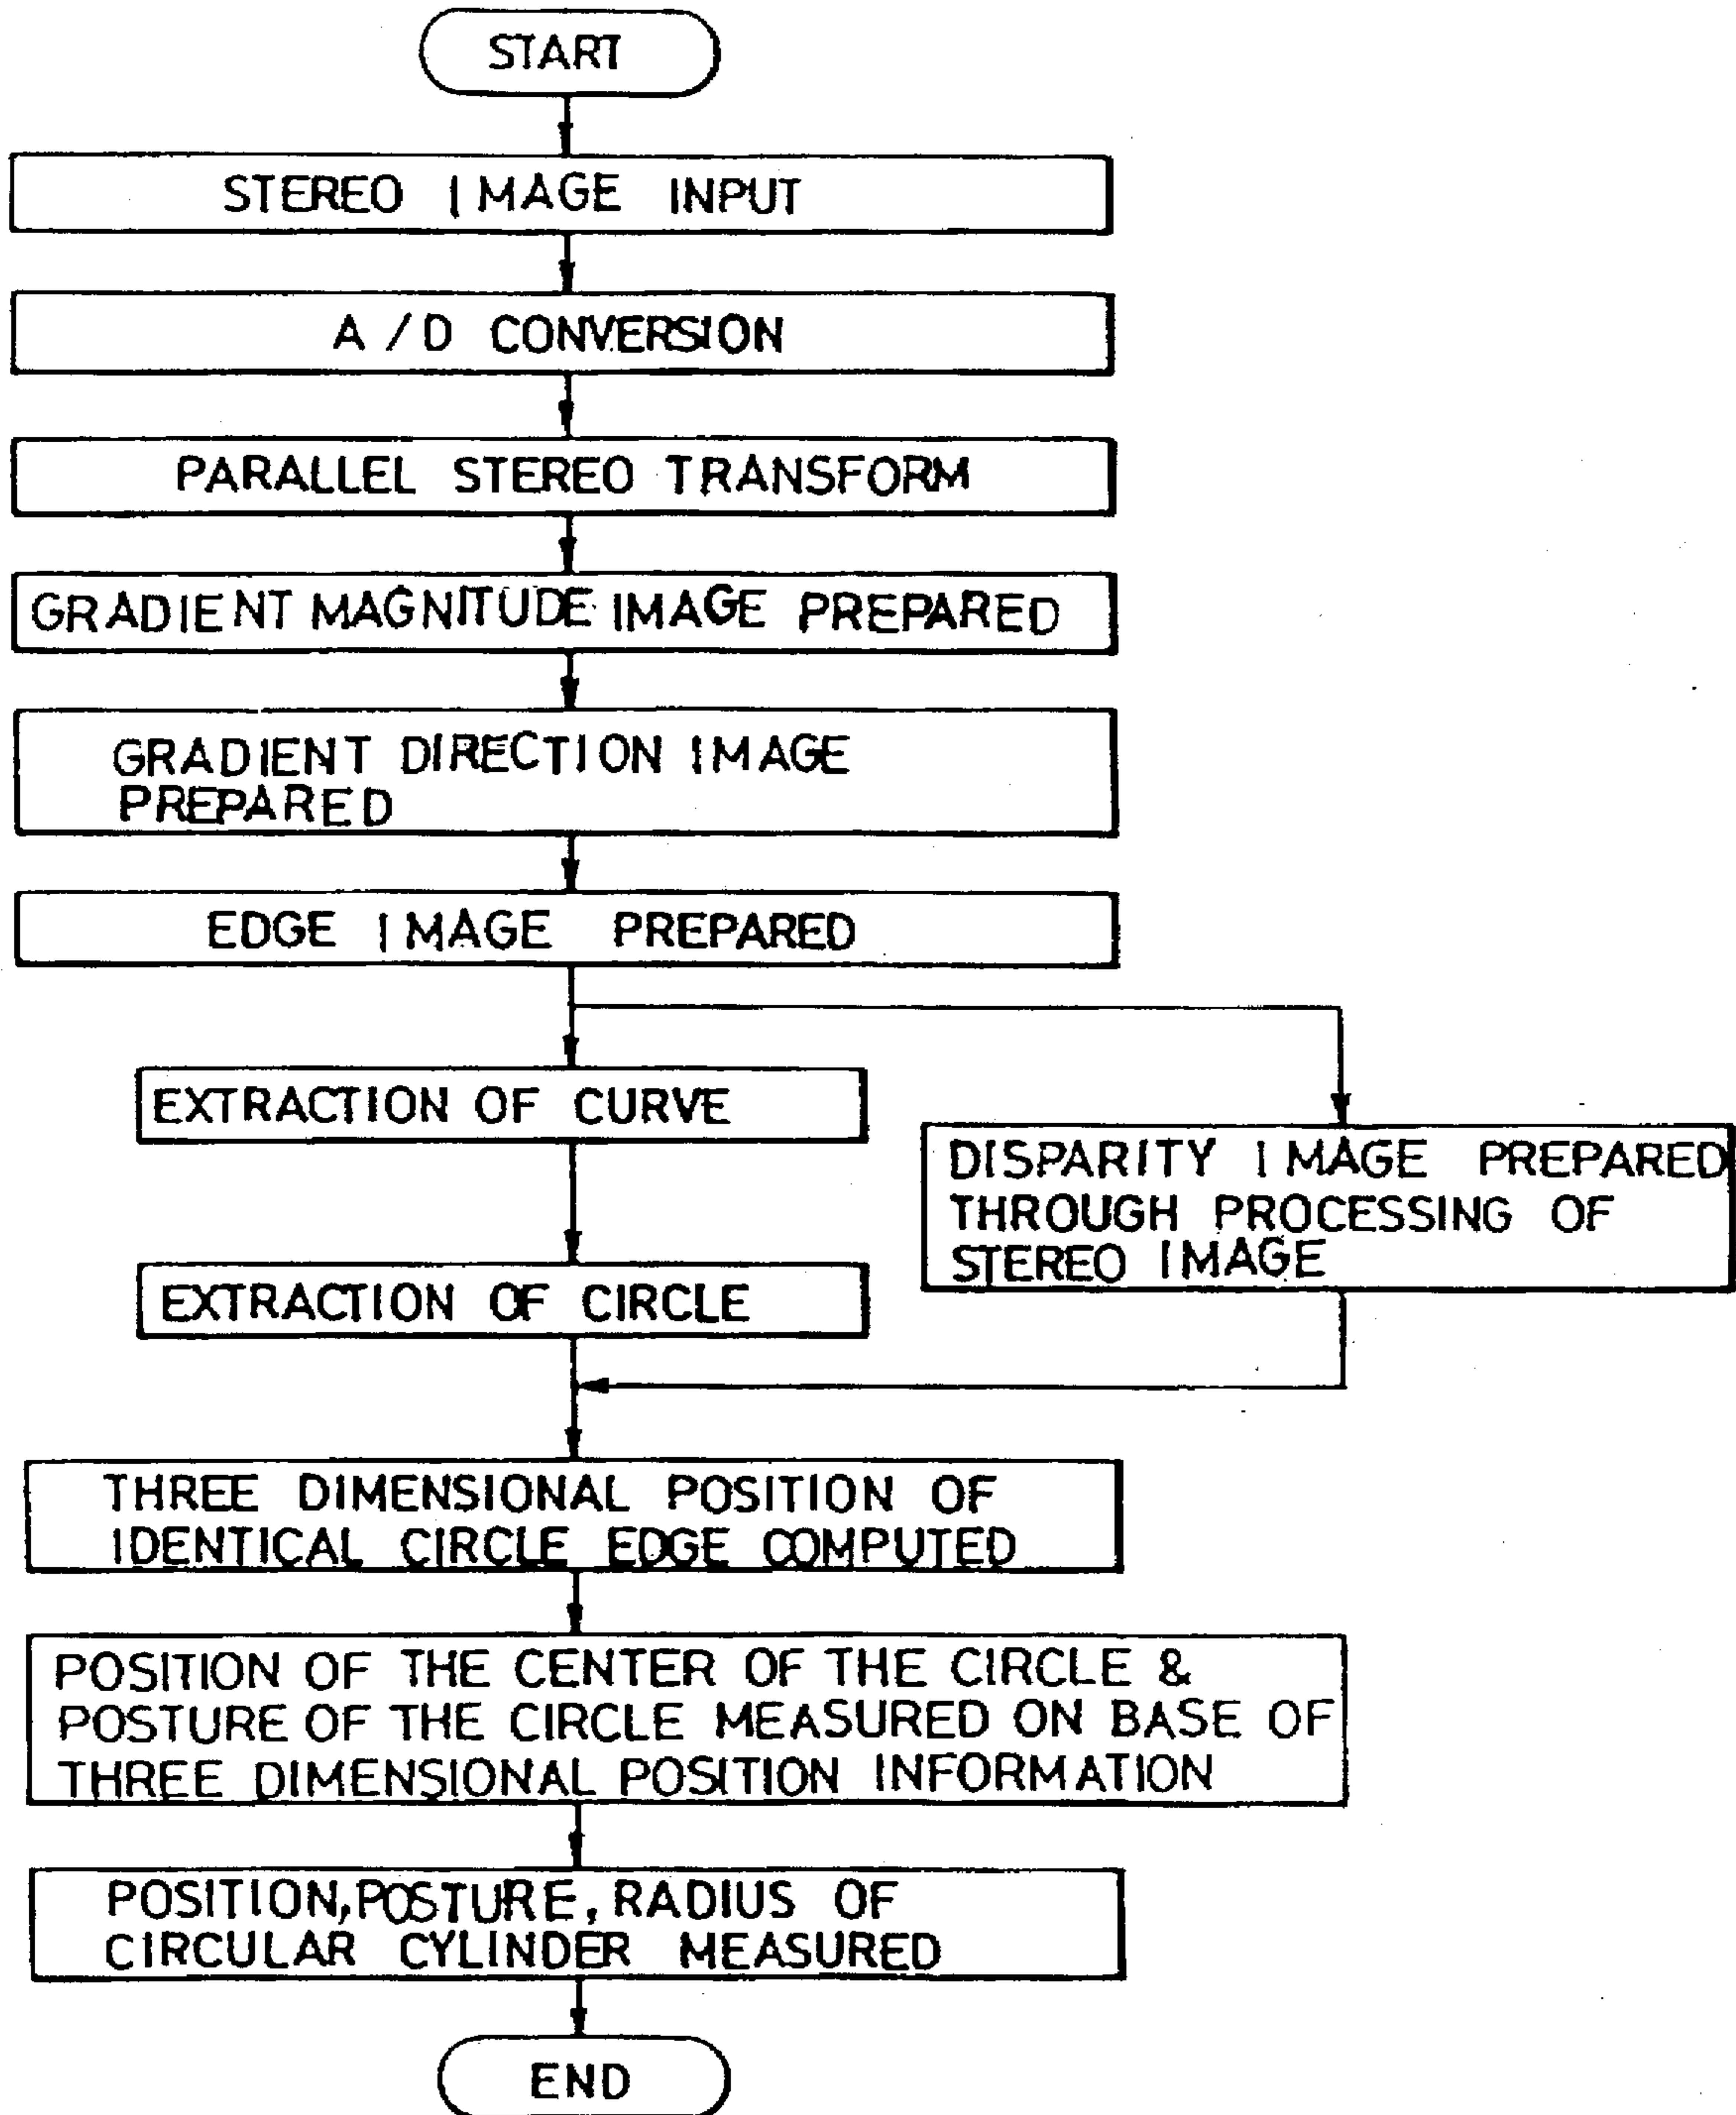 START
STEREO IMAGE INPUT
A/D CONVERSION
PARALLEL STEREO TRANSFORM
GRADIENT MAGNITUDE IMAGE PREPARED
GRADIENT DIRECTION IMAGE
PREPARED
EDGE IMAGE PREPARED
EXTRACTION OF CURVE
DISPARITY IMAGE PREPARED
THROUGH PROCESSING OF
STEREO IMAGE
EXTRACTION OF CIRCLE
THREE DIMENSIONAL POSITION OF
IDENTICAL CIRCLE EDGE COMPUTED
POSITION OF THE CENTER OF THE CIRCLE &
POSTURE OF THE CIRCLE MEASURED ON BASE OF
THREE DIMENSIONAL POSITION INFORMATION
POSITION, POSTURE, RADIUS OF
CIRCULAR CYLINDER MEASURED
END